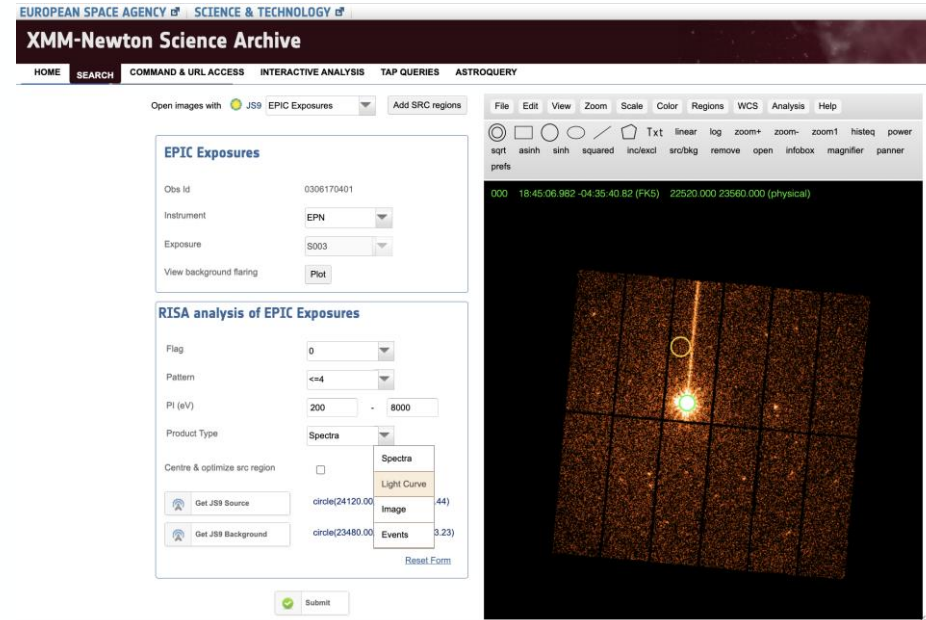 EUROPEAN SPACE AGENCY SCIENCE & TECHNOLOGY
XMM-Newton Science Archive
HOME SEARCH COMMAND & URL ACCESS INTERACTIVE ANALYSIS TAP QUERIES ASTROQUERY
Open images with JS9 EPIC Exposures Add SRC regions
EPIC Exposures
Obs Id 0306170401
Instrument EPN
Exposure S003
View background flaring Plot
RISA analysis of EPIC Exposures
Flag 0
Pattern <=4
PI (eV) 200 - 8000
Product Type Spectra
Spectra
Light Curve
Image
Events
Centre & optimize src region
Get JS9 Source circle(24120.00 .44)
Get JS9 Background circle(23480.00 3.23)
Reset Form
Submit
File Edit View Zoom Scale Color Regions WCS Analysis Help
Txt linear log zoom+ zoom- zoom1 histeq power
sqrt asinh sinh squared incl/excl src/bkg remove open infobox magnifier panner
prefs
000 18:45:06.982 -04:35:40.82 (FK5) 22520.000 23560.000 (physical)